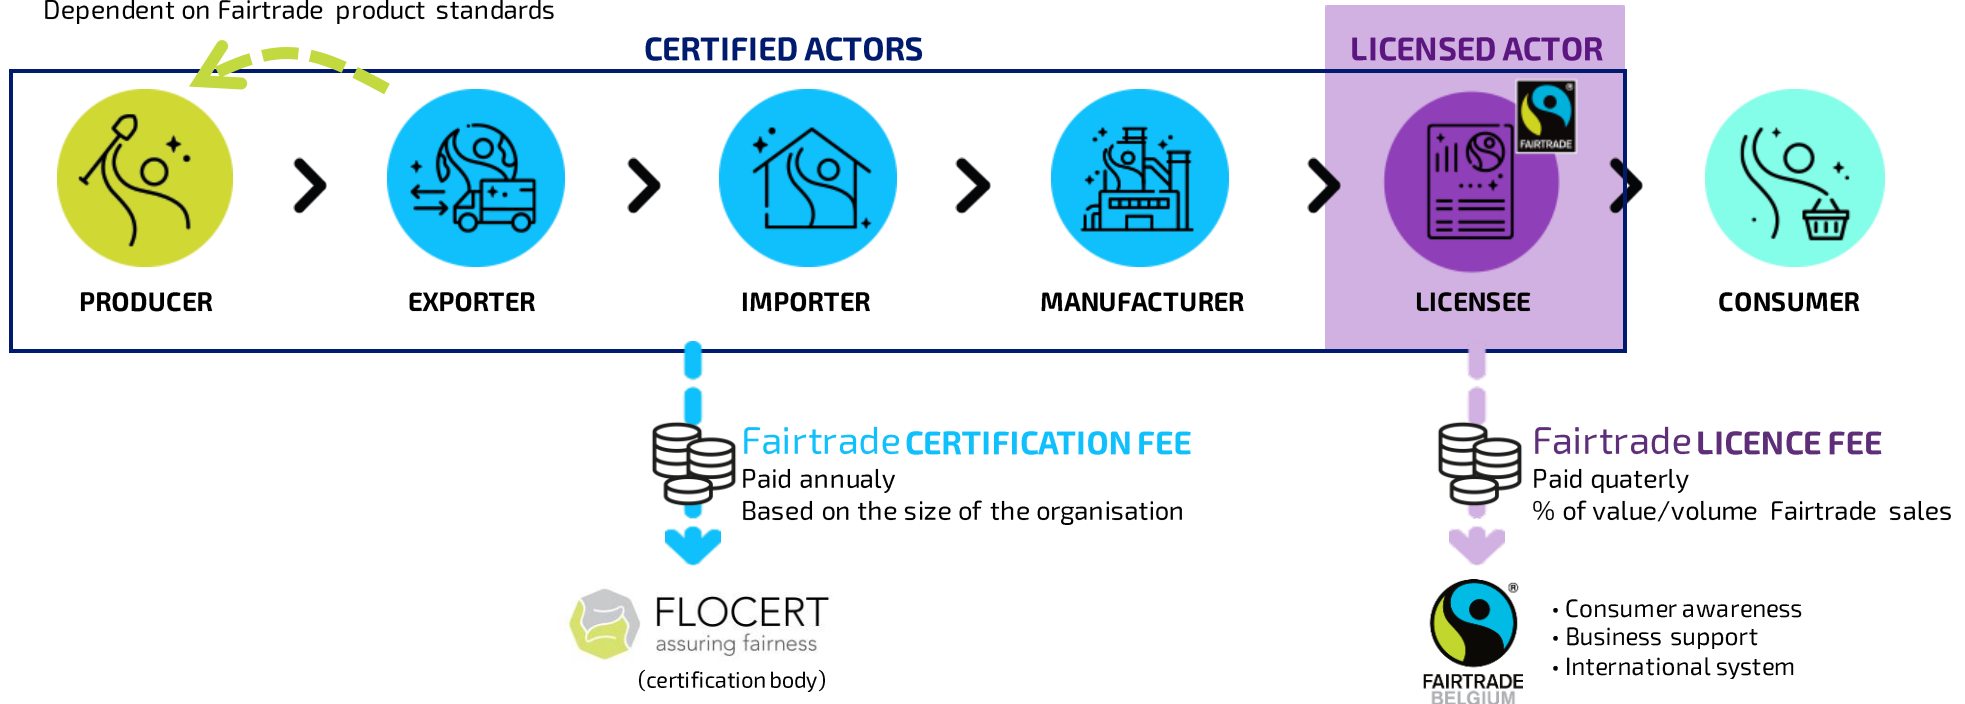 Dependent on Fairtrade product standards
CERTIFIED ACTORS
LICENSED ACTOR
FAIRTRADE
PRODUCER
EXPORTER
IMPORTER
MANUFACTURER
LICENSEE
CONSUMER
Fairtrade CERTIFICATION FEE
Paid annualy
Based on the size of the organisation
Fairtrade LICENCE FEE
Paid quaterly
% of value/volume Fairtrade sales
FLOCERT
assuring fairness
(certification body)
FAIRTRADE
BELGIUM
• Consumer awareness
• Business support
• International system